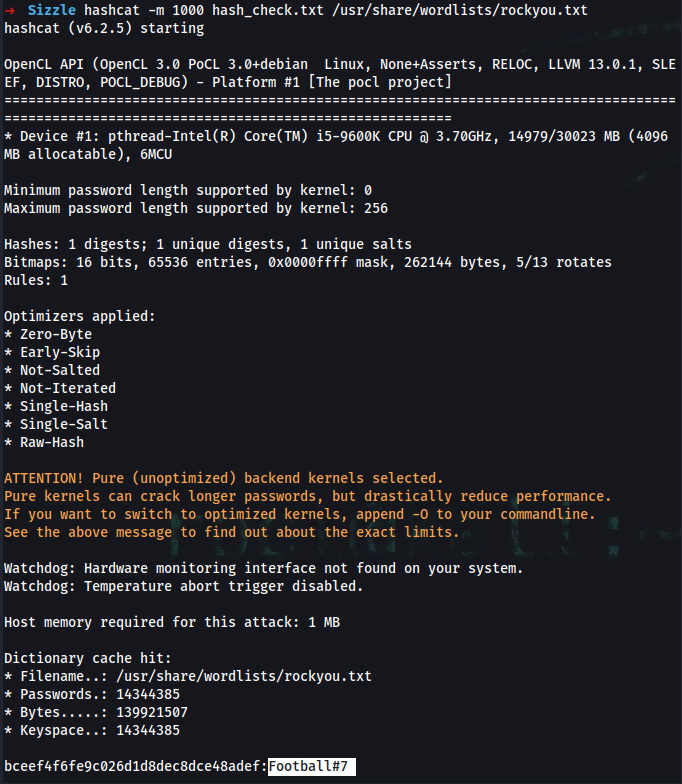 → Sizzle hashcat -m 1000 hash_check.txt /usr/share/wordlists/rockyou.txt
hashcat (v6.2.5) starting
OpenCL API (OpenCL 3.0 PoCL 3.0+debian  Linux, None+Asserts, RELOC, LLVM 13.0.1, SLE
EF, DISTRO, POCL_DEBUG) - Platform #1 [The pocl project]
====================================================================================
========================================================
* Device #1: pthread-Intel(R) Core(TM) i5-9600K CPU @ 3.70GHz, 14979/30023 MB (4096
MB allocatable), 6MCU
Minimum password length supported by kernel: 0
Maximum password length supported by kernel: 256
Hashes: 1 digests; 1 unique digests, 1 unique salts
Bitmaps: 16 bits, 65536 entries, 0x0000ffff mask, 262144 bytes, 5/13 rotates
Rules: 1
Optimizers applied:
* Zero-Byte
* Early-Skip
* Not-Salted
* Not-Iterated
* Single-Hash
* Single-Salt
* Raw-Hash
ATTENTION! Pure (unoptimized) backend kernels selected.
Pure kernels can crack longer passwords, but drastically reduce performance.
If you want to switch to optimized kernels, append -O to your commandline.
See the above message to find out about the exact limits.
Watchdog: Hardware monitoring interface not found on your system.
Watchdog: Temperature abort trigger disabled.
Host memory required for this attack: 1 MB
Dictionary cache hit:
* Filename..: /usr/share/wordlists/rockyou.txt
* Passwords.: 14344385
* Bytes.....: 139921507
* Keyspace..: 14344385
bceef4f6fe9c026d1d8dec8dce48adef:Football#7